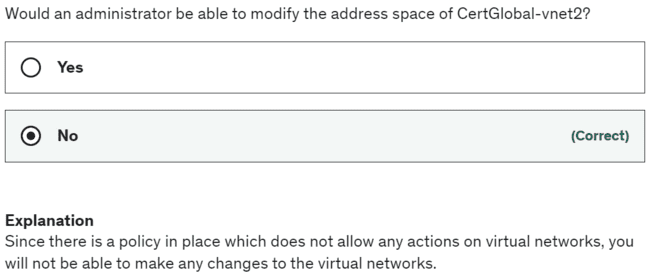 Would an administrator be able to modify the address space of CertGlobal-vnet2?
Yes
No (Correct)
Explanation
Since there is a policy in place which does not allow any actions on virtual networks, you
will not be able to make any changes to the virtual networks.